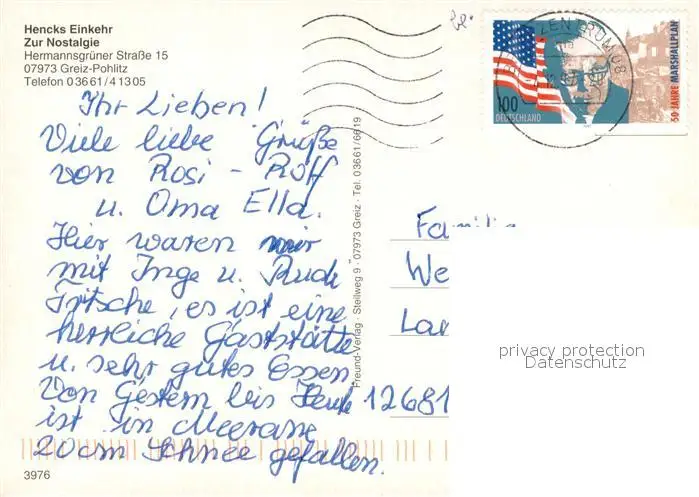 Hencks Einkehr
Zur Nostalgie
Hermannsgrüner Straße 15
07973 Greiz-Pohlitz
Telefon 03661/41305
Ihr Lieben!
Viele liebe Grüße
von Rosi - Rolf
u. Oma Ella.
Hier waren wir
mit Inge u. Rudi
Fritsche, es ist eine
herrliche Gaststätte
u. sehr gutes Essen
Von Gestern bis Heute
ist in Meerane
20cm Schnee gefallen.
3976
Freund-Verlag · Stellweg 9 · 07973 Greiz · Tel. 03661/6619
100
DEUTSCHLAND
50 JAHRE MARSHALLPLAN
Familie
We
Lan
12681
privacy protection
Datenschutz